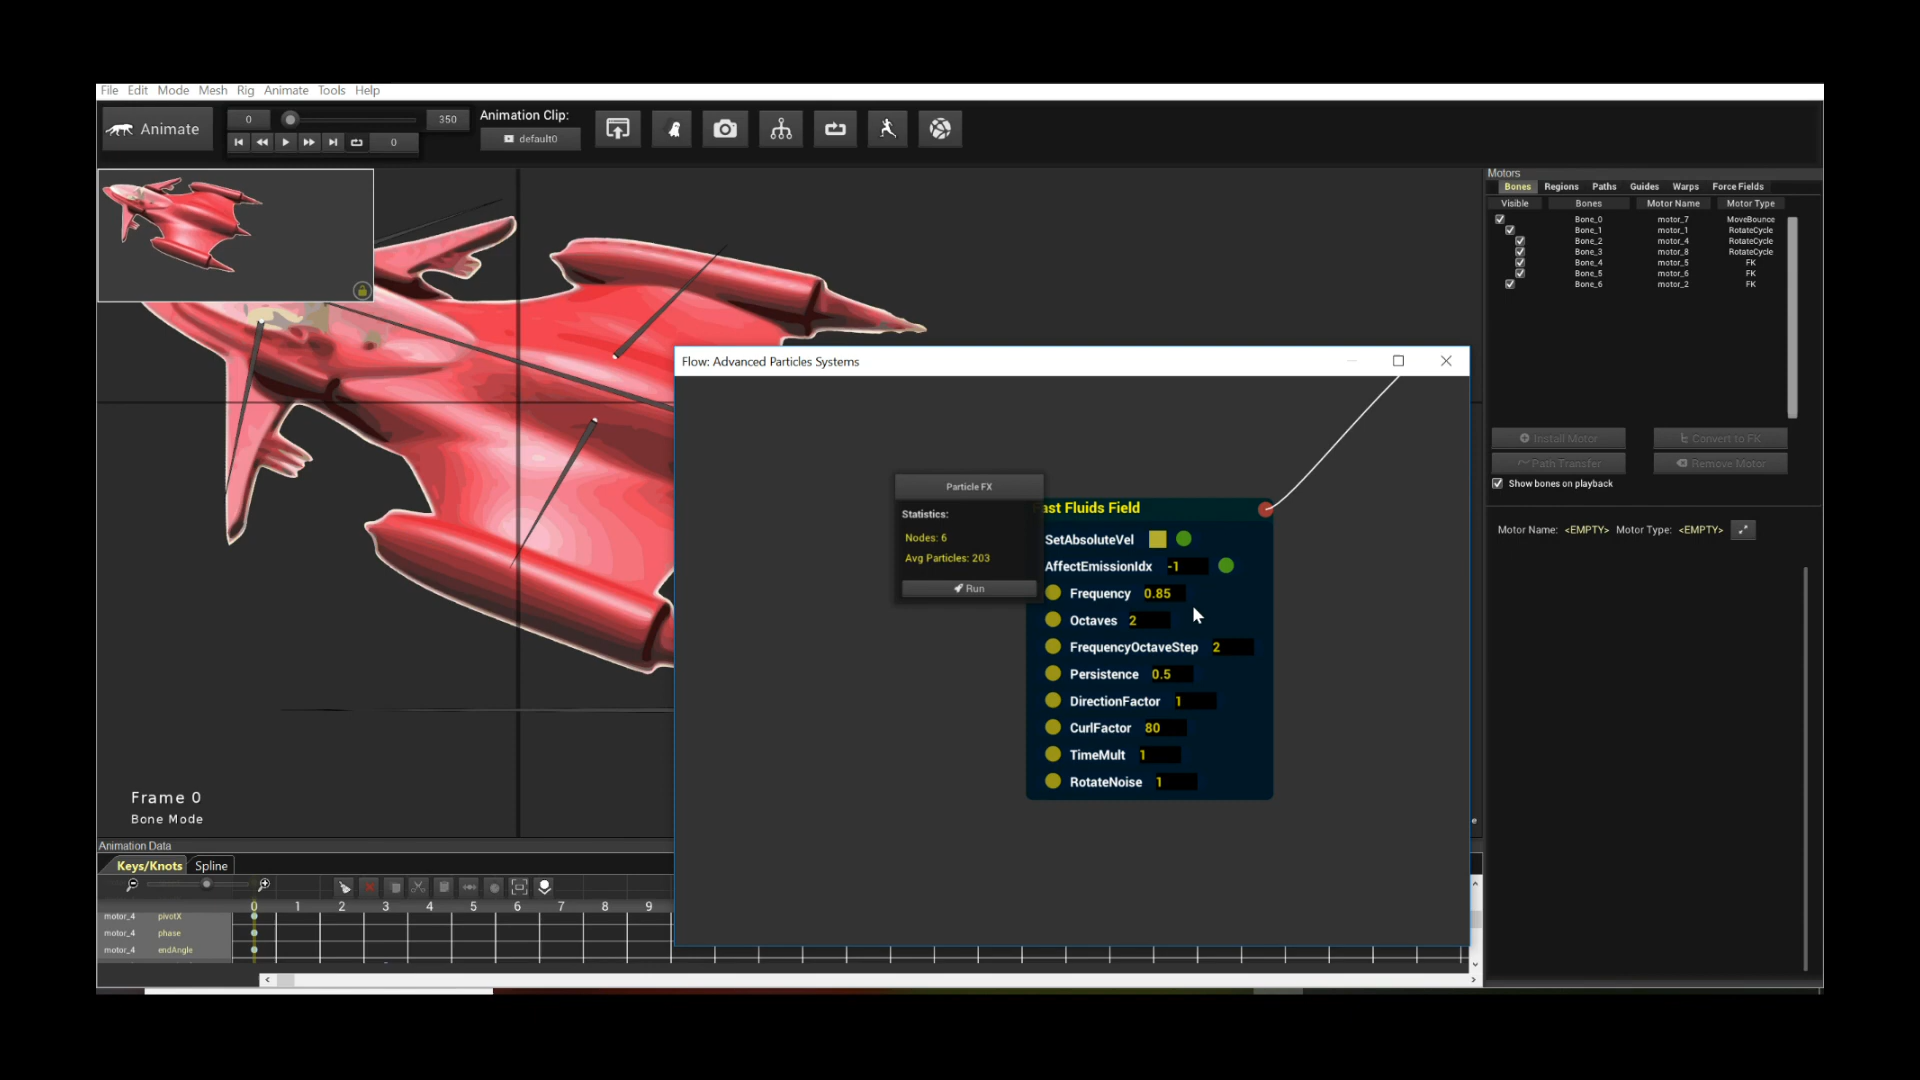 File Edit Mode Mesh Rig Animate Tools Help
Animate
0
350
0
Animation Clip:
default0
Motors
Bones Regions Paths Guides Warps Force Fields
Visible Bones Motor Name Motor Type
Bone_0 motor_7 MoveBounce
Bone_1 motor_1 RotateCycle
Bone_2 motor_4 RotateCycle
Bone_3 motor_8 RotateCycle
Bone_4 motor_5 FK
Bone_5 motor_6 FK
Bone_6 motor_2 FK
Install Motor Convert to FK
Path Transfer Remove Motor
Show bones on playback
Motor Name: <EMPTY> Motor Type: <EMPTY>
Flow: Advanced Particles Systems
Particle FX
Statistics:
Nodes: 6
Avg Particles: 203
Run
ast Fluids Field
SetAbsoluteVel
AffectEmissionIdx -1
Frequency 0.85
Octaves 2
FrequencyOctaveStep 2
Persistence 0.5
DirectionFactor 1
CurlFactor 80
TimeMult 1
RotateNoise 1
Frame 0
Bone Mode
e
Animation Data
Keys/Knots Spline
0 1 2 3 4 5 6 7 8 9
motor_4 pivotX
motor_4 phase
motor_4 endAngle